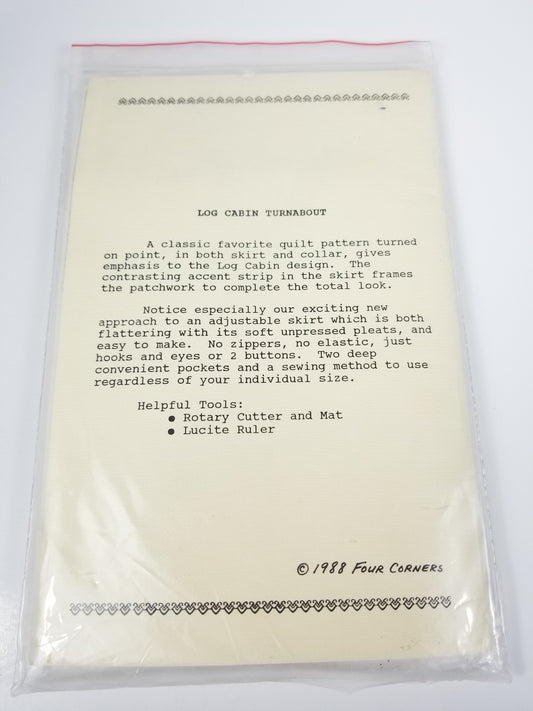 LOG CABIN TURNABOUT
A classic favorite quilt pattern turned
on point, in both skirt and collar, gives
emphasis to the Log Cabin design. The
contrasting accent strip in the skirt frames
the patchwork to complete the total look.
Notice especially our exciting new
approach to an adjustable skirt which is both
flattering with its soft unpressed pleats, and
easy to make. No zippers, no elastic, just
hooks and eyes or 2 buttons. Two deep
convenient pockets and a sewing method to use
regardless of your individual size.
Helpful Tools:
● Rotary Cutter and Mat
● Lucite Ruler
© 1988 FOUR CORNERS